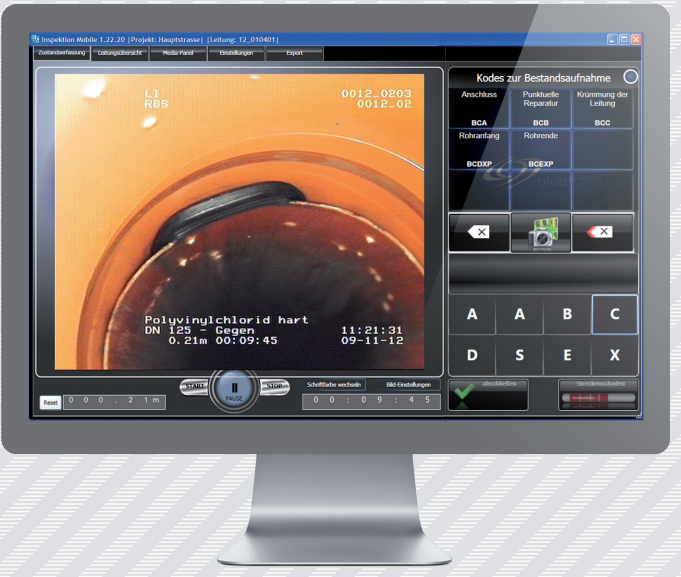 Inspektion Mobile 1.22.20 |Projekt: Hauptstrasse| |Leitung: 12_010401|
Zustandserfassung Leitungsübersicht Media-Panel Einstellungen Export
LI 0012_0203
RBS 0012_02
Polyvinylchlorid hart
DN 125 - Gegen 11:21:31
0.21m 00:09:45 09-11-12
START PAUSE STOP
Schriftfarbe wechseln Bild-Einstellungen
Reset 0 0 0 . 2 1 m 0 0 : 0 9 : 4 5
Kodes zur Bestandsaufnahme
Anschluss Punktuelle Reparatur Krümmung der Leitung
BCA BCB BCC
Rohranfang Rohrende
BCDXP BCEXP
A A B C
D S E X
abschließen Streckenschaden